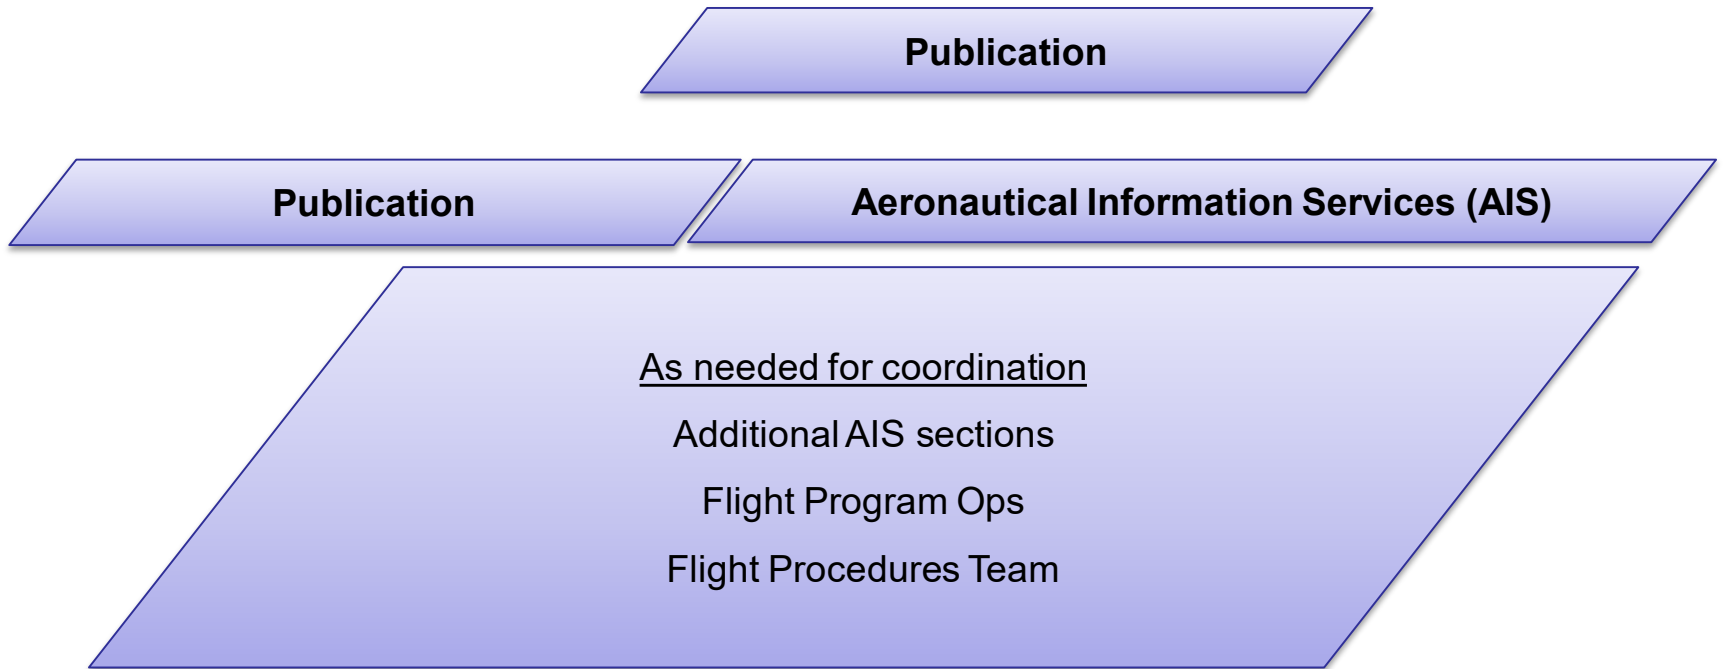 Publication
Publication
Aeronautical Information Services (AIS)
As needed for coordination
Additional AIS sections
Flight Program Ops
Flight Procedures Team